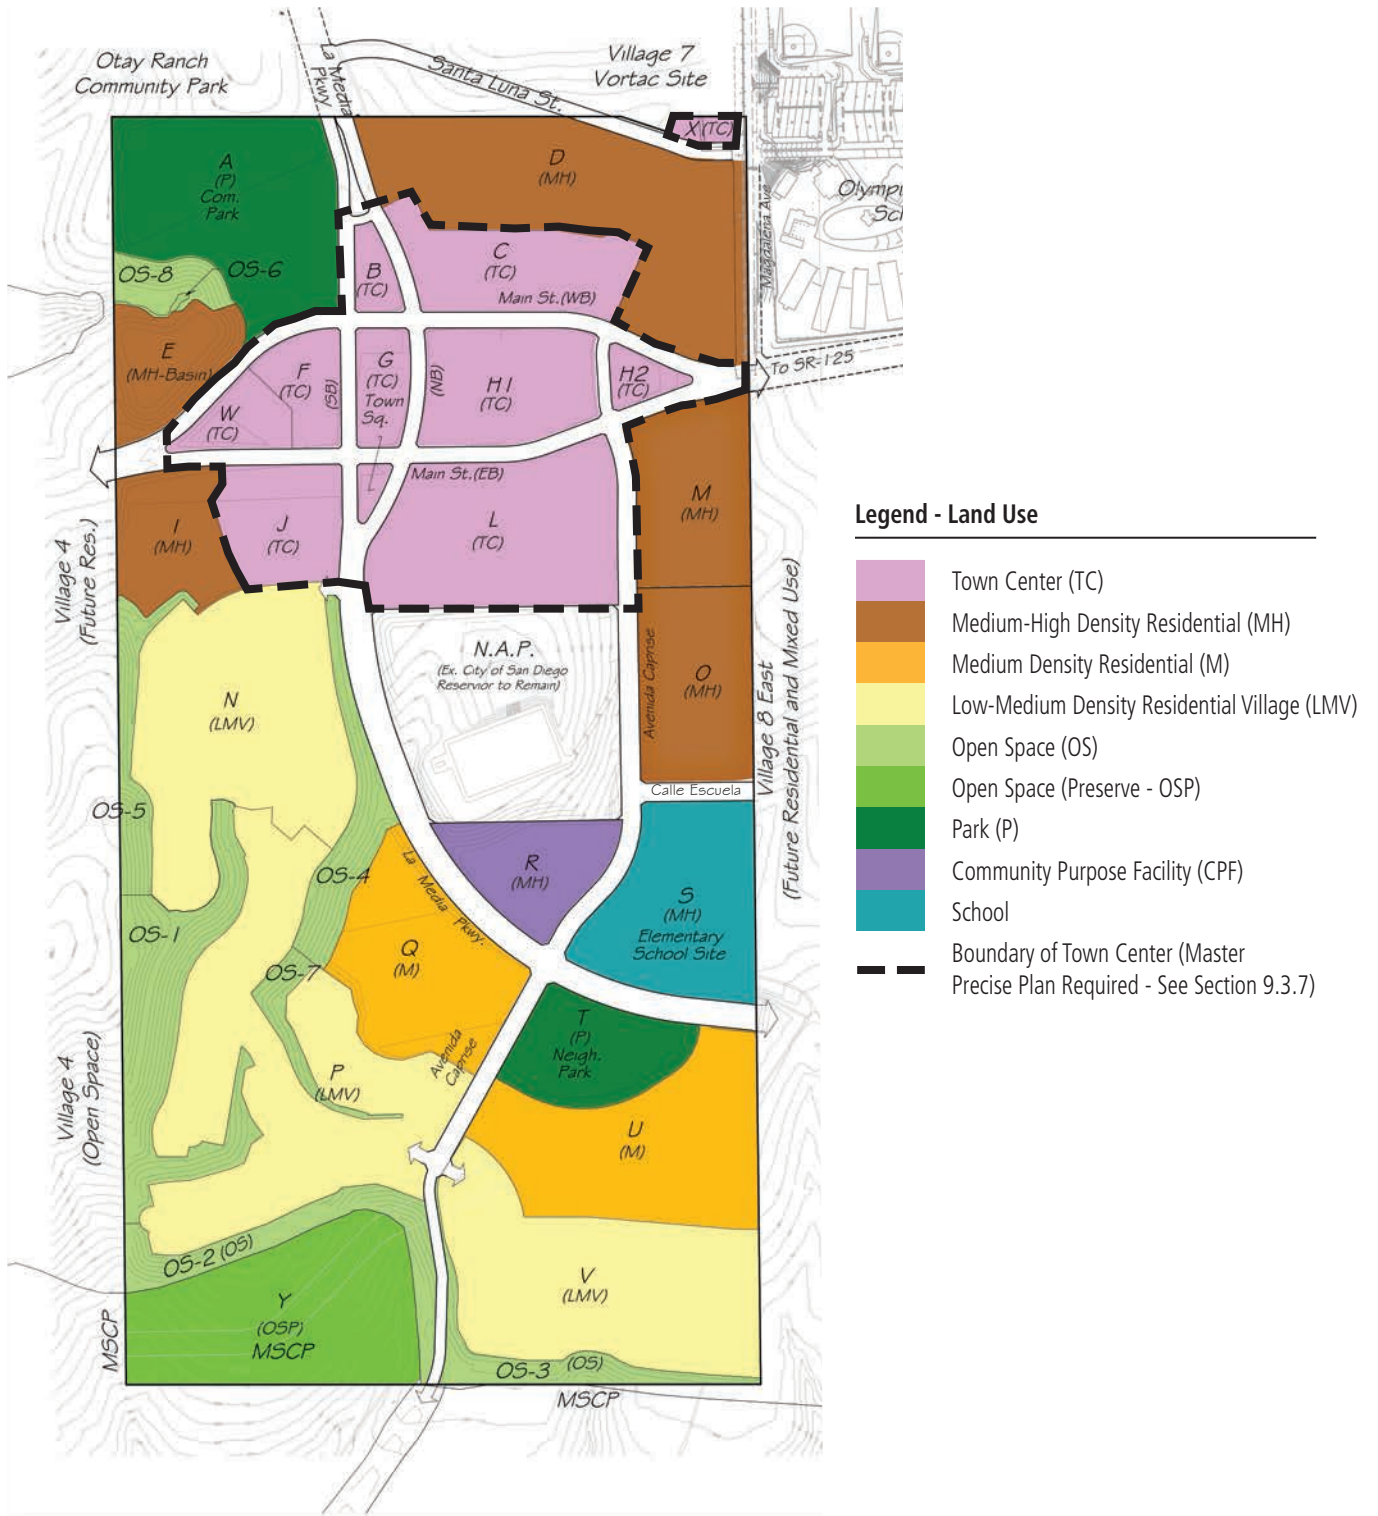 Otay Ranch
Community Park
La Media
Pkwy
Santa Luna St.
Village 7
Vortac Site
X (TC)
A
(P)
Com.
Park
D
(MH)
Magdalena Ave
OS-8
OS-6
B
(TC)
C
(TC)
Main St.(WB)
To SR-125
E
(MH-Basin)
F
(TC)
(SB)
G
(TC)
Town
Sq.
(NB)
H1
(TC)
H2
(TC)
W
(TC)
Main St.(EB)
I
(MH)
J
(TC)
L
(TC)
M
(MH)
Village 4
(Future Res.)
N.A.P.
(Ex. City of San Diego
Reservior to Remain)
Avenida Caprise
O
(MH)
Village 8 East
(Future Residential and Mixed Use)
N
(LMV)
Calle Escuela
OS-5
OS-4
La Media Pkwy.
R
(MH)
S
(MH)
Elementary
School Site
OS-1
OS-7
Q
(M)
T
(P)
Neigh.
Park
Avenida
Caprise
P
(LMV)
Village 4
(Open Space)
U
(M)
OS-2 (OS)
V
(LMV)
Y
(OSP)
MSCP
MSCP
OS-3 (OS)
MSCP
Legend - Land Use
Town Center (TC)
Medium-High Density Residential (MH)
Medium Density Residential (M)
Low-Medium Density Residential Village (LMV)
Open Space (OS)
Open Space (Preserve - OSP)
Park (P)
Community Purpose Facility (CPF)
School
Boundary of Town Center (Master
Precise Plan Required - See Section 9.3.7)